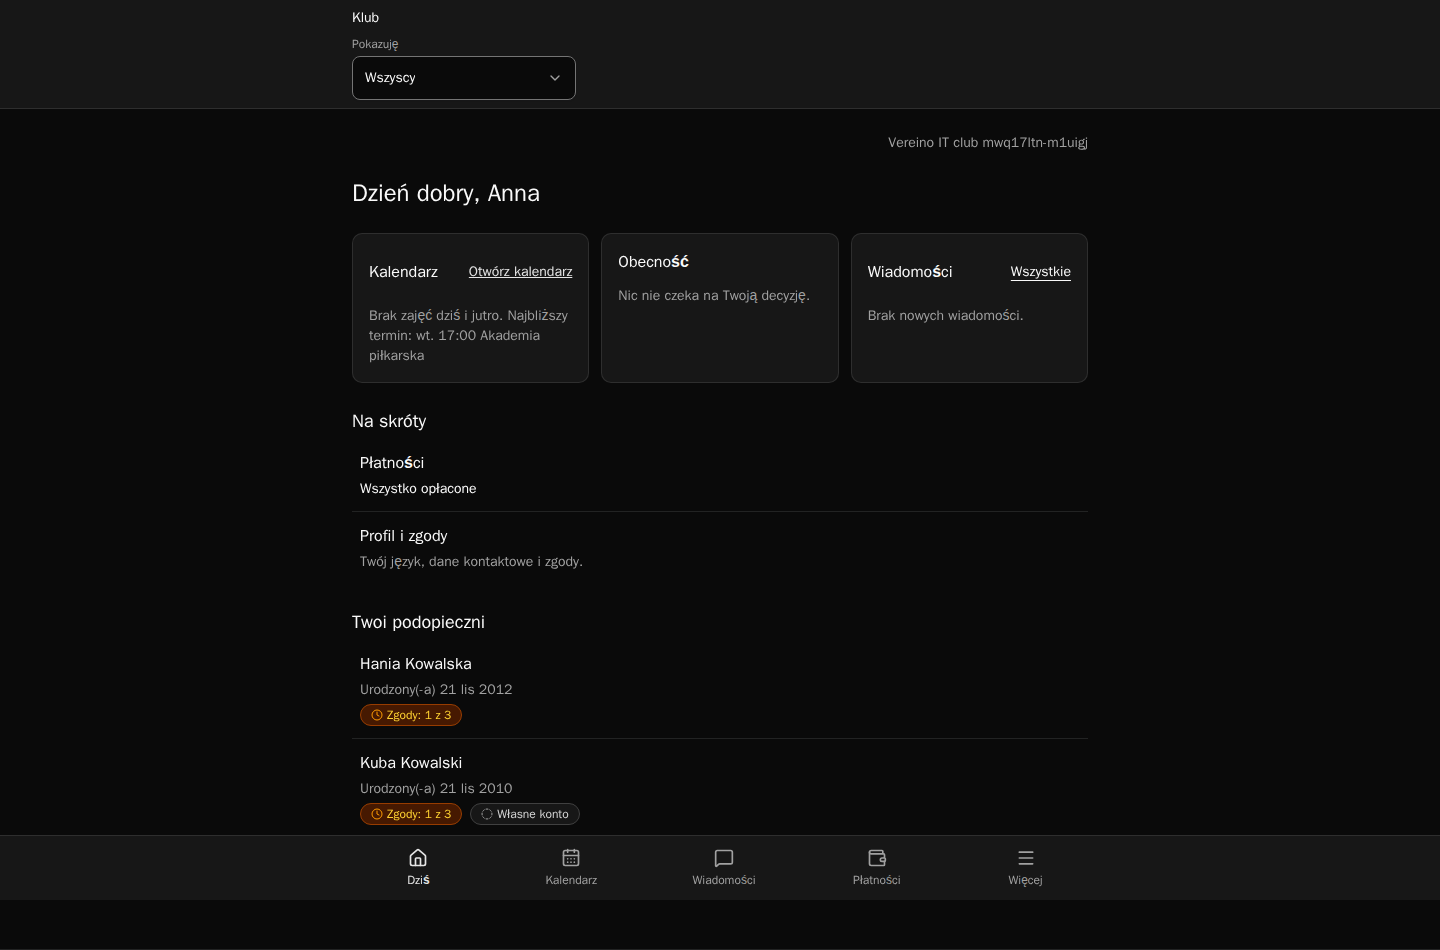 Klub
Pokazuję
Wszyscy
Vereino IT club mwq17ltn-m1uigj
Dzień dobry, Anna
Kalendarz
Otwórz kalendarz
Brak zajęć dziś i jutro. Najbliższy
termin: wt. 17:00 Akademia
piłkarska
Obecność
Nic nie czeka na Twoją decyzję.
Wiadomości
Wszystkie
Brak nowych wiadomości.
Na skróty
Płatności
Wszystko opłacone
Profil i zgody
Twój język, dane kontaktowe i zgody.
Twoi podopieczni
Hania Kowalska
Urodzony(-a) 21 lis 2012
Zgody: 1 z 3
Kuba Kowalski
Urodzony(-a) 21 lis 2010
Zgody: 1 z 3
Własne konto
Dziś
Kalendarz
Wiadomości
Płatności
Więcej